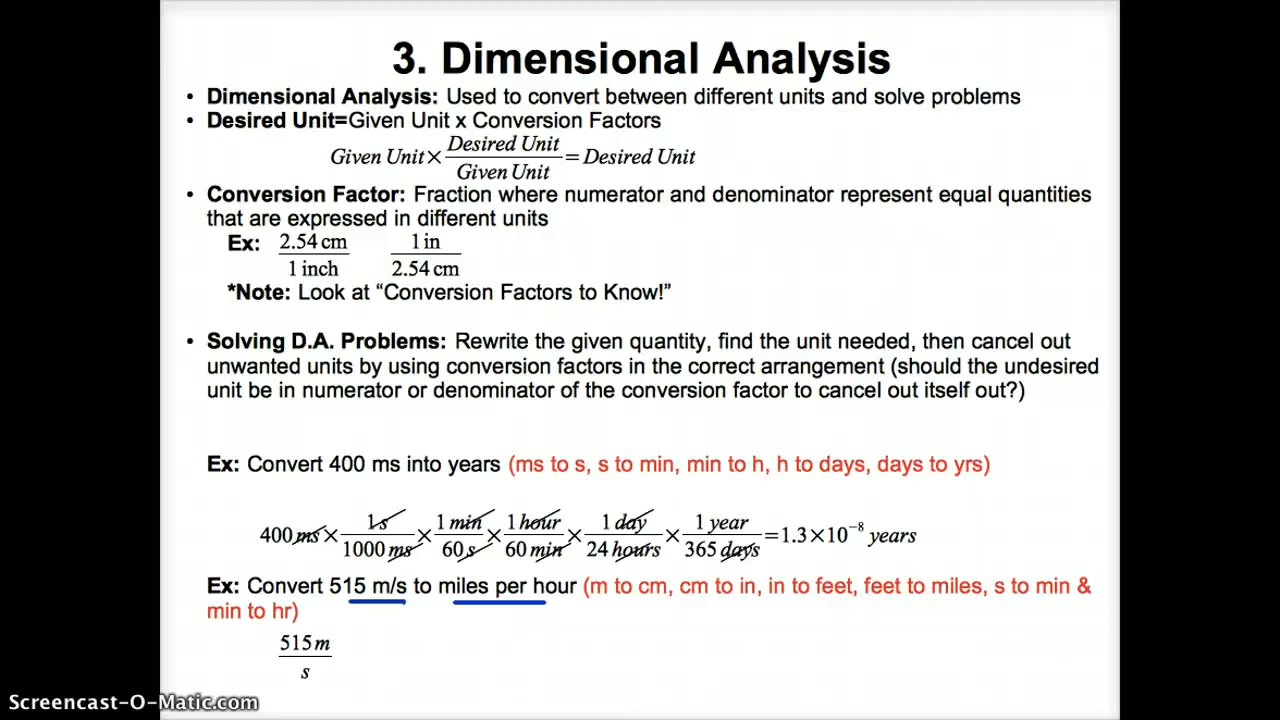 3. Dimensional Analysis
• Dimensional Analysis: Used to convert between different units and solve problems
• Desired Unit=Given Unit x Conversion Factors
Given Unit × Desired Unit / Given Unit = Desired Unit
• Conversion Factor: Fraction where numerator and denominator represent equal quantities
that are expressed in different units
Ex: 2.54 cm / 1 inch 1 in / 2.54 cm
*Note: Look at “Conversion Factors to Know!”
• Solving D.A. Problems: Rewrite the given quantity, find the unit needed, then cancel out
unwanted units by using conversion factors in the correct arrangement (should the undesired
unit be in numerator or denominator of the conversion factor to cancel out itself out?)
Ex: Convert 400 ms into years (ms to s, s to min, min to h, h to days, days to yrs)
400 ms × 1 s / 1000 ms × 1 min / 60 s × 1 hour / 60 min × 1 day / 24 hours × 1 year / 365 days = 1.3×10⁻⁸ years
Ex: Convert 515 m/s to miles per hour (m to cm, cm to in, in to feet, feet to miles, s to min &
min to hr)
515 m / s
Screencast-O-Matic.com